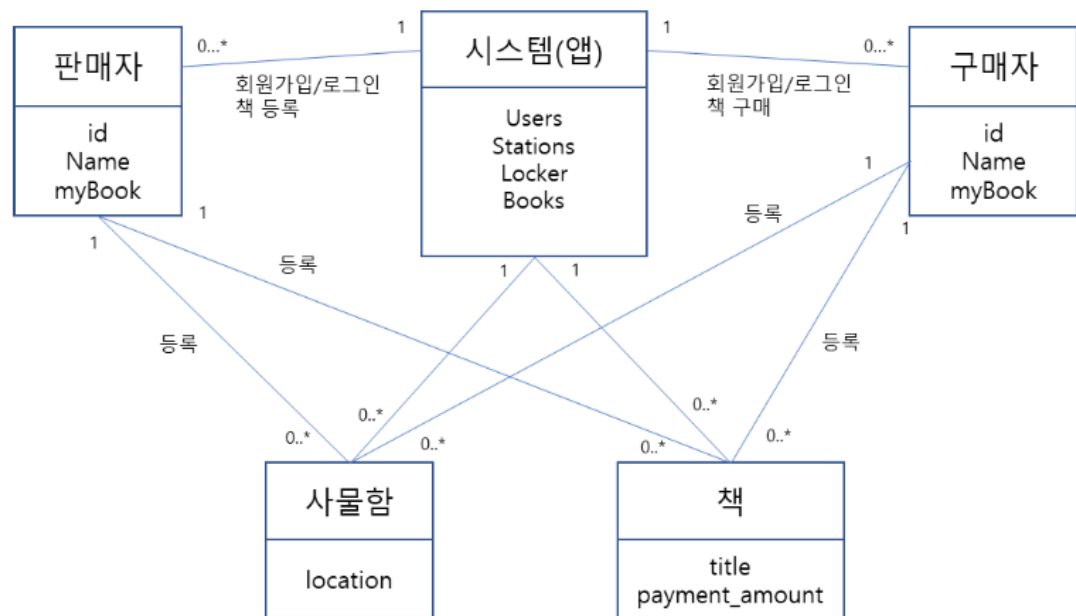 판매자
id
Name
myBook
0...*
1
회원가입/로그인
책 등록
시스템(앱)
Users
Stations
Locker
Books
1
0...*
회원가입/로그인
책 구매
구매자
id
Name
myBook
1
1
등록
등록
1
1
등록
1
1
등록
0..*
0..*
0..*
0..*
0..*
0..*
사물함
location
책
title
payment_amount